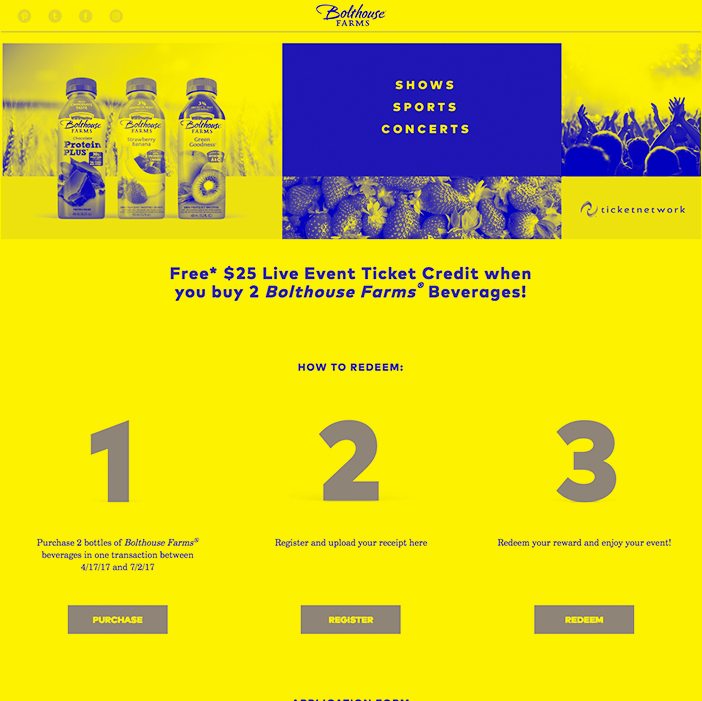 Bolthouse
FARMS
SHOWS
SPORTS
CONCERTS
Bolthouse
FARMS
Protein
PLUS
Bolthouse
FARMS
Strawberry
Banana
Bolthouse
FARMS
Green
Goodness
ticketnetwork
Free* $25 Live Event Ticket Credit when
you buy 2 Bolthouse Farms® Beverages!
HOW TO REDEEM:
1
2
3
Purchase 2 bottles of Bolthouse Farms®
beverages in one transaction between
4/17/17 and 7/2/17
Register and upload your receipt here
Redeem your reward and enjoy your event!
PURCHASE
REGISTER
REDEEM